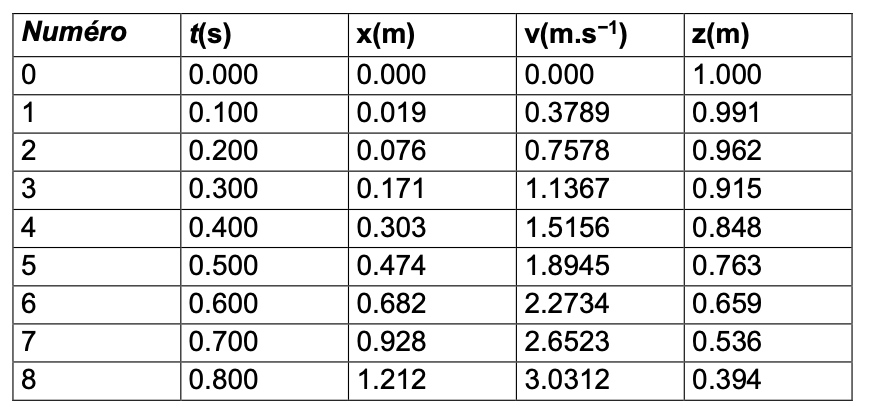 Numéro t(s) x(m) v(m.s⁻¹) z(m)
0 0.000 0.000 0.000 1.000
1 0.100 0.019 0.3789 0.991
2 0.200 0.076 0.7578 0.962
3 0.300 0.171 1.1367 0.915
4 0.400 0.303 1.5156 0.848
5 0.500 0.474 1.8945 0.763
6 0.600 0.682 2.2734 0.659
7 0.700 0.928 2.6523 0.536
8 0.800 1.212 3.0312 0.394